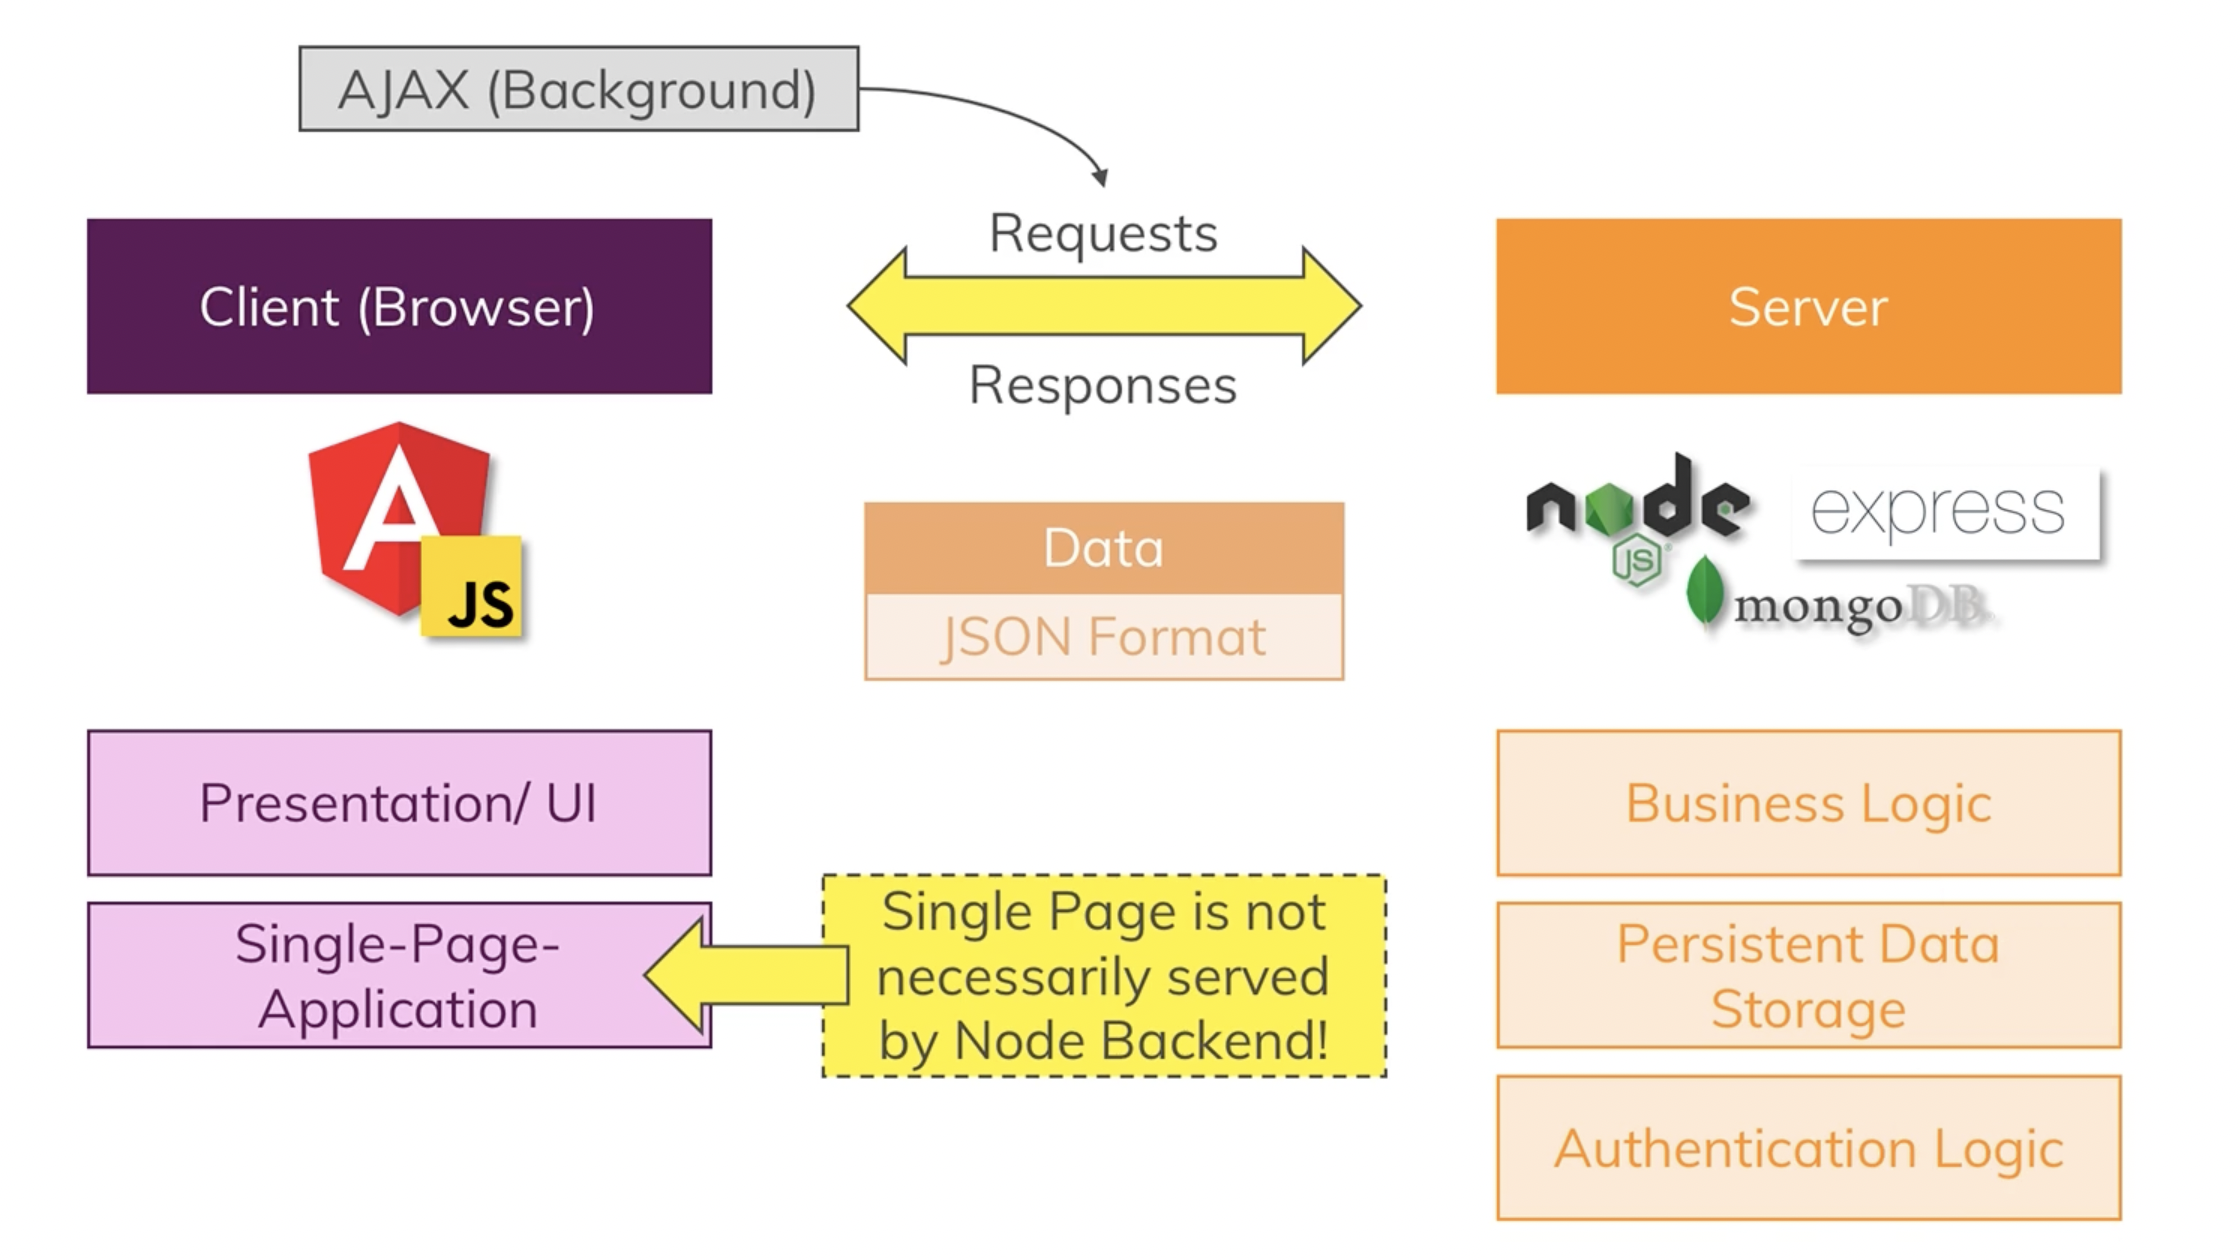 AJAX (Background)
Requests
Client (Browser)
Server
Responses
JS
node
JS
express
mongoDB
Data
JSON Format
Presentation/ UI
Business Logic
Single-Page-
Application
Single Page is not
necessarily served
by Node Backend!
Persistent Data
Storage
Authentication Logic